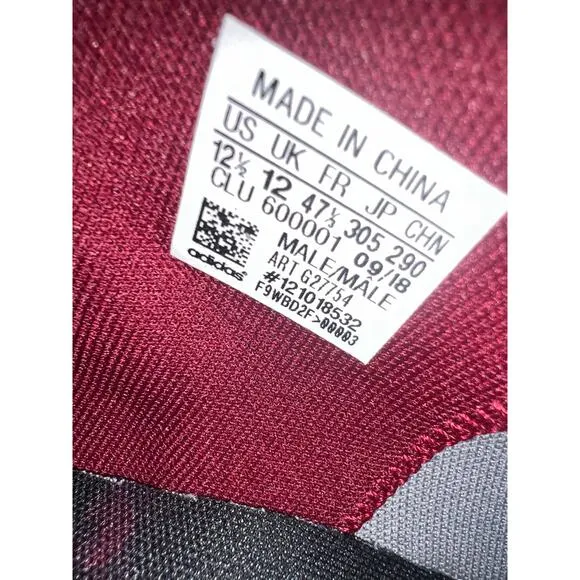 MADE IN CHINA
US UK FR JP CHN
12½ 12 47⅓ 305 290
CLU 600001 09/18
MALE/MALE
ART G27754
#121018532
F9WBD2F>00003
adidas